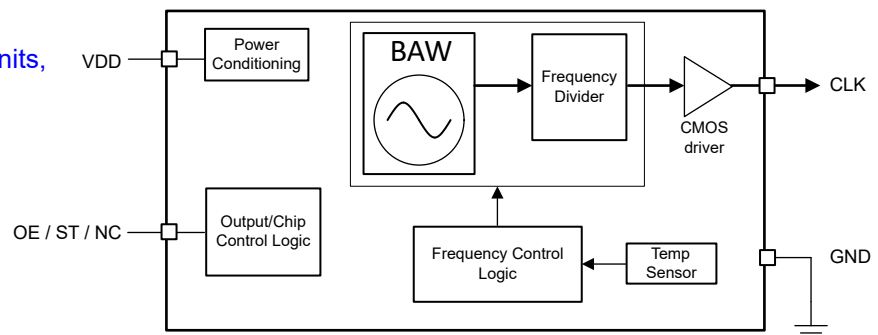 nits,
VDD
Power
Conditioning
BAW
Frequency
Divider
CMOS
driver
CLK
OE / ST / NC
Output/Chip
Control Logic
Frequency Control
Logic
Temp
Sensor
GND